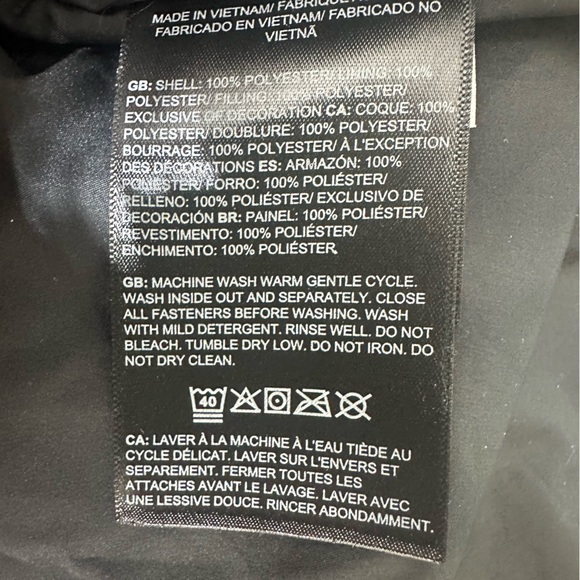 MADE IN VIETNAM/ FABRIQUÉ
FABRICADO EN VIETNAM/ FABRICADO NO
VIETNÃ
GB: SHELL: 100% POLYESTER/ LINING: 100%
POLYESTER/ FILLING: 100% POLYESTER/
EXCLUSIVE OF DECORATION CA: COQUE: 100%
POLYESTER/ DOUBLURE: 100% POLYESTER/
BOURRAGE: 100% POLYESTER/ À L'EXCEPTION
DES DÉCORATIONS ES: ARMAZÓN: 100%
POLIÉSTER/ FORRO: 100% POLIÉSTER/
RELLENO: 100% POLIÉSTER/ EXCLUSIVO DE
DECORACIÓN BR: PAINEL: 100% POLIÉSTER/
REVESTIMENTO: 100% POLIÉSTER/
ENCHIMENTO: 100% POLIÉSTER
GB: MACHINE WASH WARM GENTLE CYCLE.
WASH INSIDE OUT AND SEPARATELY. CLOSE
ALL FASTENERS BEFORE WASHING. WASH
WITH MILD DETERGENT. RINSE WELL. DO NOT
BLEACH. TUMBLE DRY LOW. DO NOT IRON. DO
NOT DRY CLEAN.
40
CA: LAVER À LA MACHINE À L'EAU TIÈDE AU
CYCLE DÉLICAT. LAVER SUR L'ENVERS ET
SÉPAREMENT. FERMER TOUTES LES
ATTACHES AVANT LE LAVAGE. LAVER AVEC
UNE LESSIVE DOUCE. RINCER ABONDAMMENT.